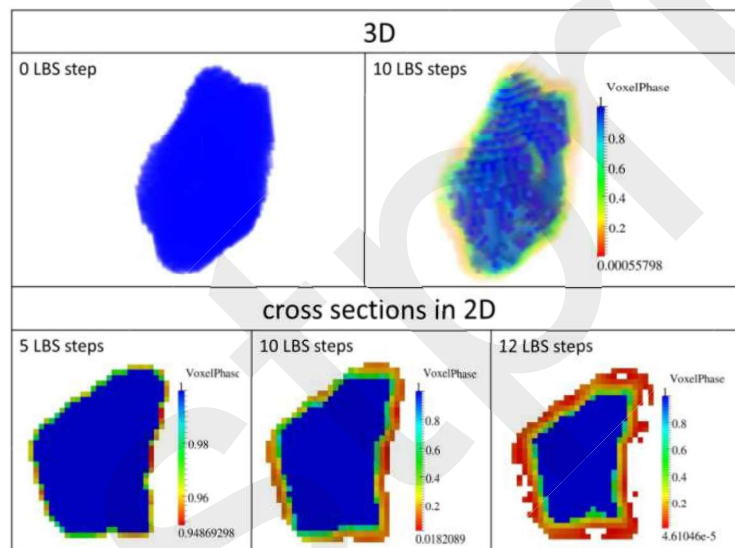 3D
0 LBS step
10 LBS steps
VoxelPhase
1
0.8
0.6
0.4
0.2
0.00055798
cross sections in 2D
5 LBS steps
VoxelPhase
1
0.98
0.96
0.94869298
10 LBS steps
VoxelPhase
1
0.8
0.6
0.4
0.2
0.0182089
12 LBS steps
VoxelPhase
1
0.8
0.6
0.4
0.2
4.61046e-5